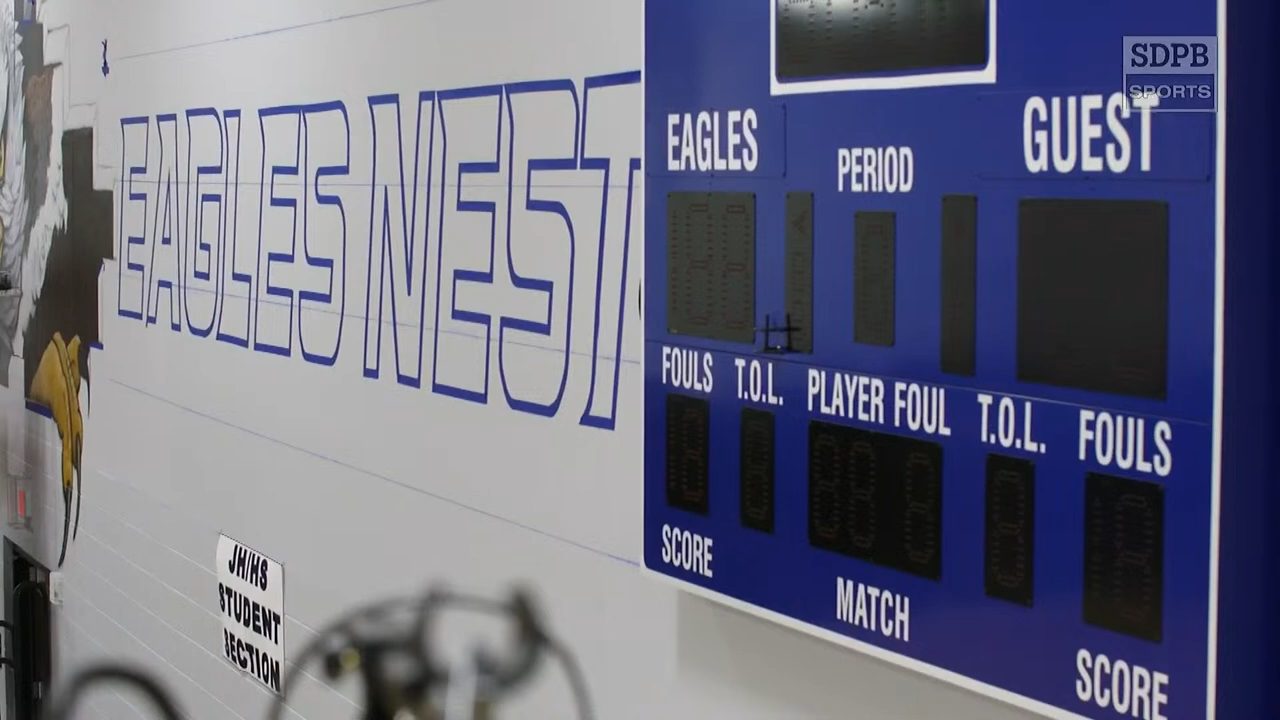 SDPB
SPORTS
EAGLES NEST
EAGLES
PERIOD
GUEST
FOULS
T.O.L.
PLAYER FOUL
T.O.L.
FOULS
SCORE
MATCH
SCORE
JH/HS
STUDENT
SECTION